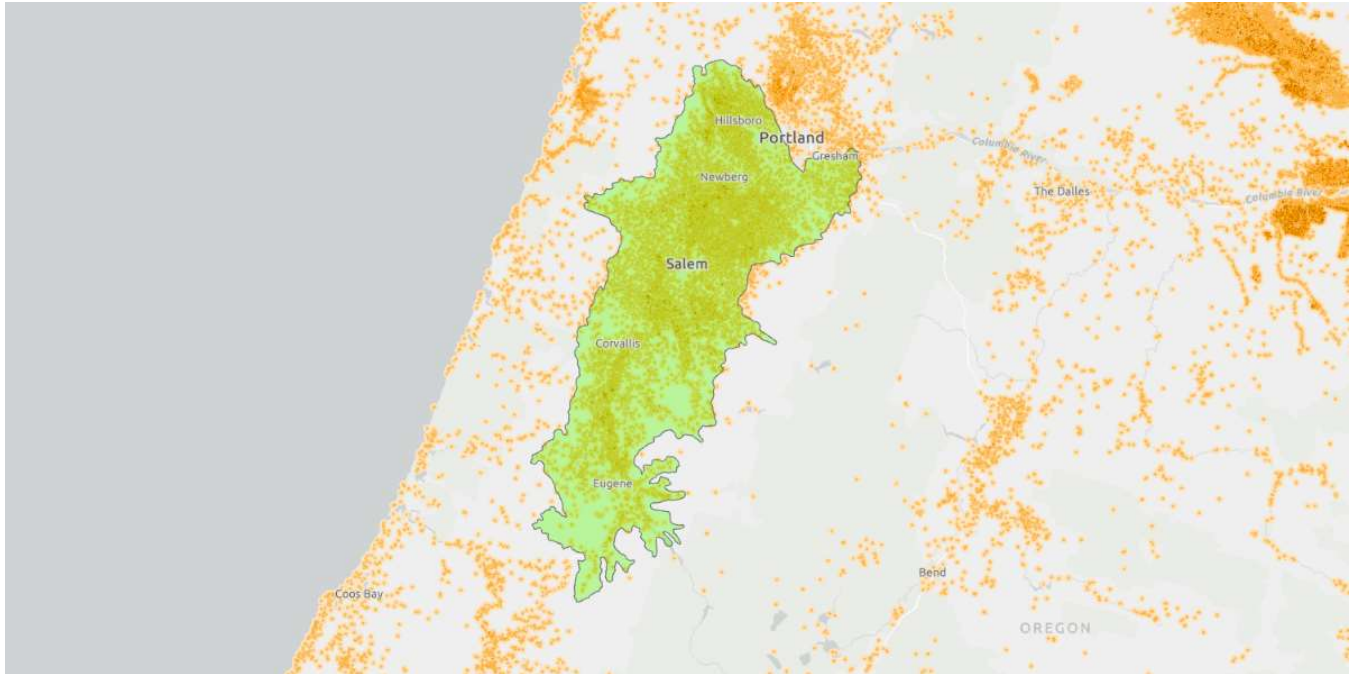 Hillsboro
Portland
Gresham
Columbia River
Newberg
The Dalles
Columbia River
Salem
Corvallis
Eugene
Bend
Coos Bay
OREGON